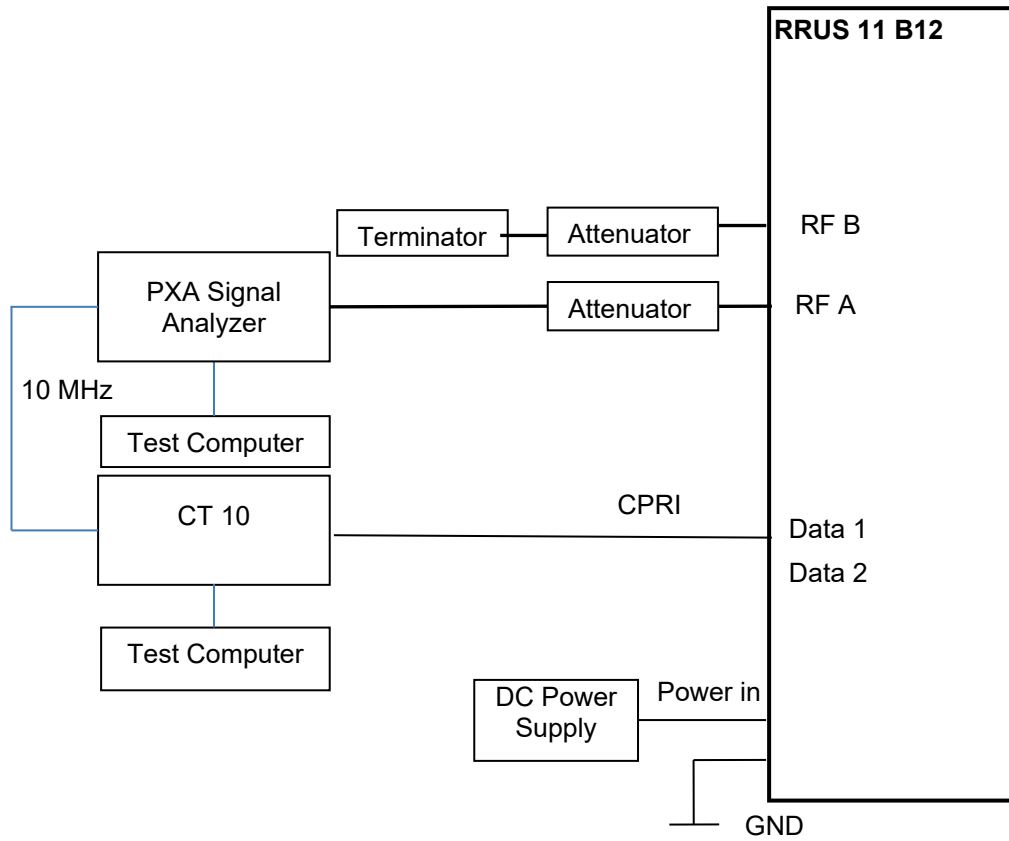 RRUS 11 B12
RF B
Terminator
Attenuator
PXA Signal
Analyzer
Attenuator
RF A
10 MHz
Test Computer
CT 10
CPRI
Data 1
Data 2
Test Computer
DC Power
Supply
Power in
GND